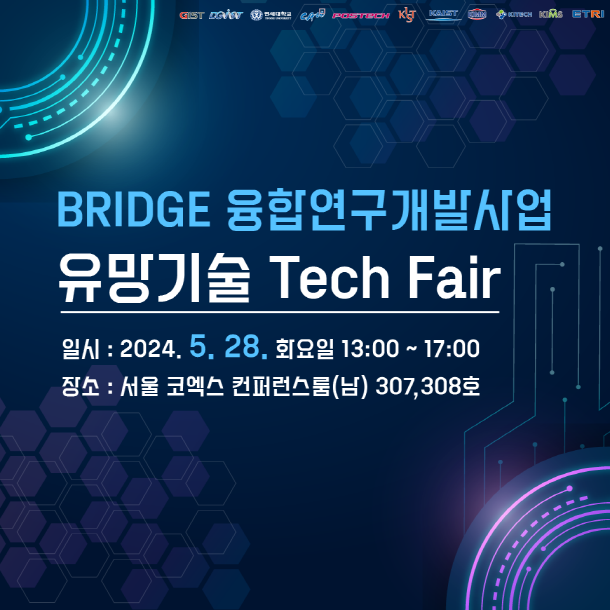 GIST DGIST 연세대학교 POSTECH KIST KAIST KITECH KIMS ETRI
BRIDGE 융합연구개발사업
유망기술 Tech Fair
일시 : 2024. 5. 28. 화요일 13:00 ~ 17:00
장소 : 서울 코엑스 컨퍼런스룸(남) 307,308호